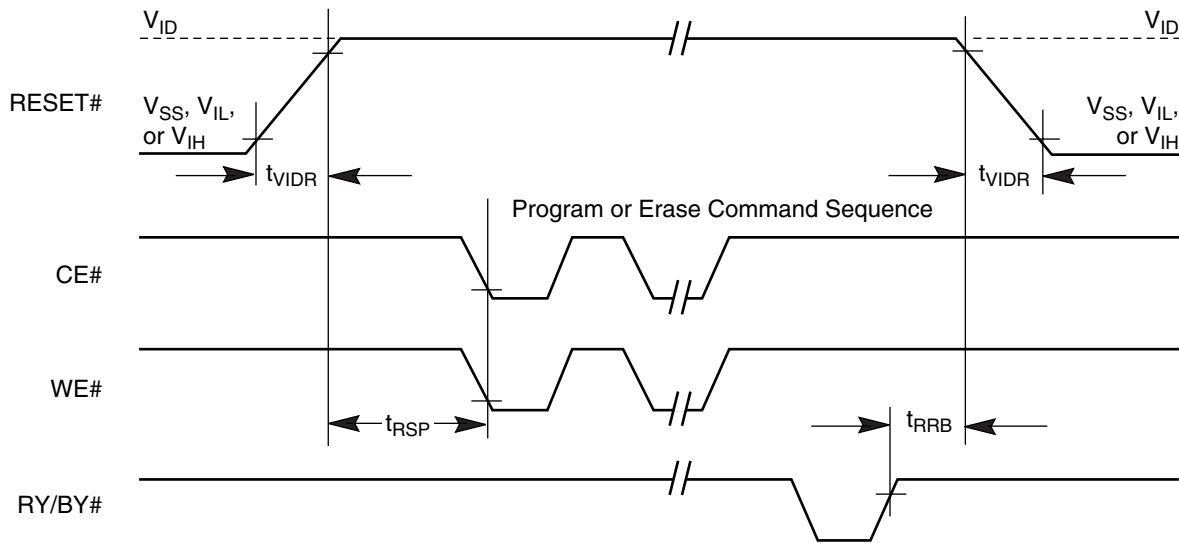 V_ID
V_ID
RESET#
V_SS, V_IL,
or V_IH
V_SS, V_IL,
or V_IH
t_VIDR
t_VIDR
Program or Erase Command Sequence
CE#
WE#
t_RSP
t_RRB
RY/BY#